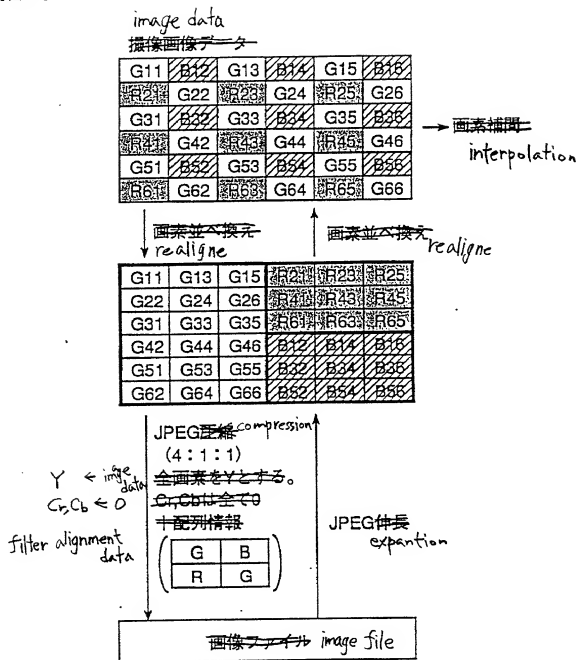 image data
撮像画像データ
G11 B12 G13 B14 G15 B16
R21 G22 R23 G24 R25 G26
G31 B32 G33 B34 G35 B36
R41 G42 R43 G44 R45 G46
G51 B52 G53 B54 G55 B56
R61 G62 R63 G64 R65 G66
画素補間
interpolation
画素並べ換え
realigne
画素並べ換え
realigne
G11 G13 G15 R21 R23 R25
G22 G24 G26 R41 R43 R45
G31 G33 G35 R61 R63 R65
G42 G44 G46 B12 B14 B16
G51 G53 G55 B32 B34 B36
G62 G64 G66 B52 B54 B56
JPEG圧縮 compression
(4:1:1)
Y ← image data
全画素をYとする。
Cr, Cb ← 0
Cr,Cbは全て0
+配列情報
filter alignment
data
G B
R G
JPEG伸長
expantion
画像ファイル image file